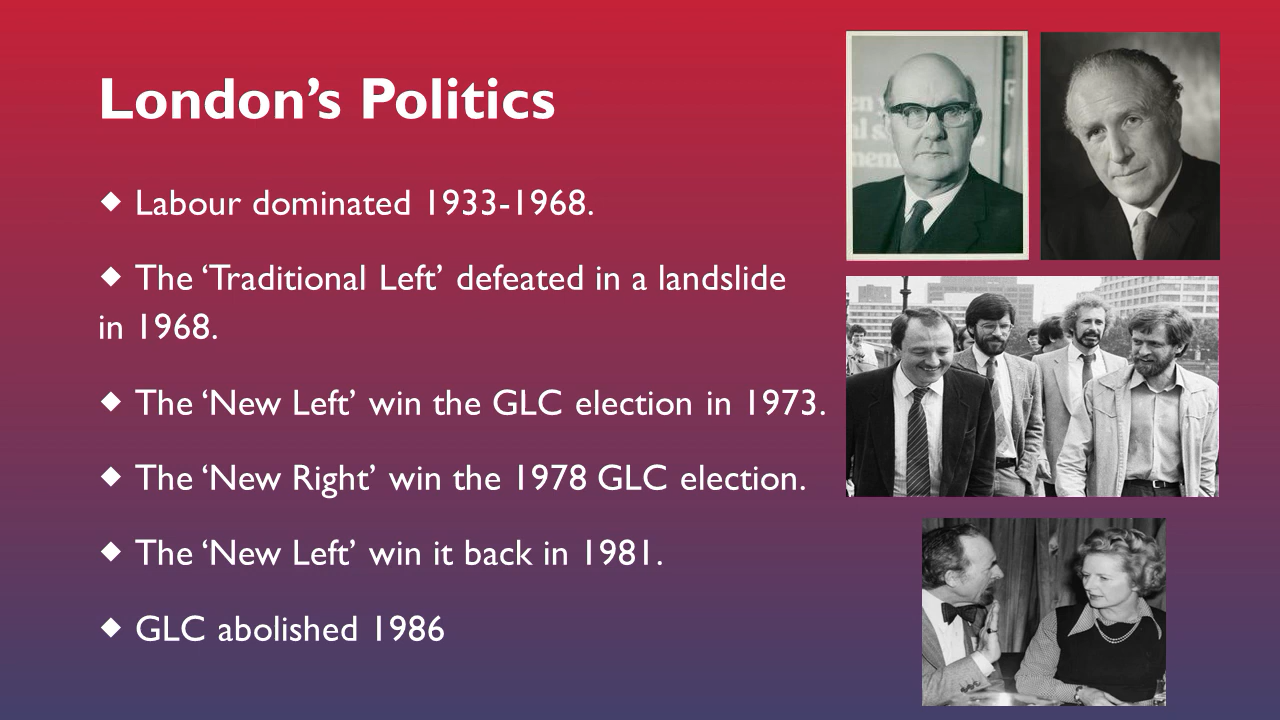 London’s Politics
◆ Labour dominated 1933-1968.
◆ The ‘Traditional Left’ defeated in a landslide
in 1968.
◆ The ‘New Left’ win the GLC election in 1973.
◆ The ‘New Right’ win the 1978 GLC election.
◆ The ‘New Left’ win it back in 1981.
◆ GLC abolished 1986